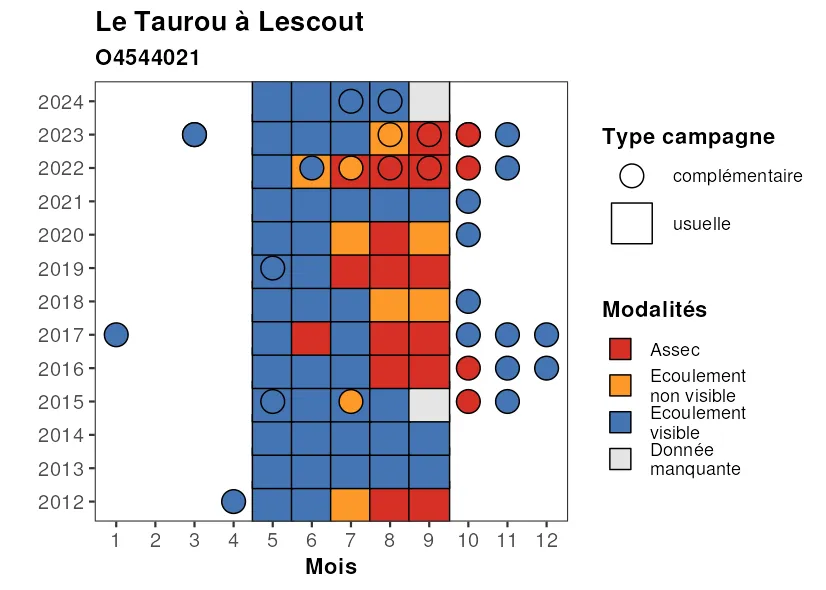 Le Taurou à Lescout
O4544021
2024
2023
2022
2021
2020
2019
2018
2017
2016
2015
2014
2013
2012
1 2 3 4 5 6 7 8 9 10 11 12
Mois
Type campagne
complémentaire
usuelle
Modalités
Assec
Ecoulement
non visible
Ecoulement
visible
Donnée
manquante